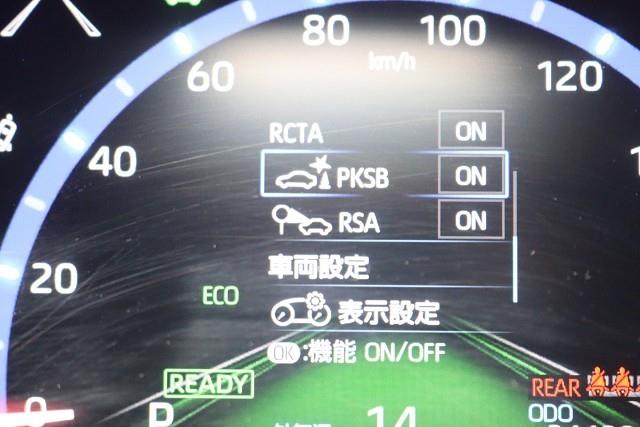 80 100
km/h
60 120
RCTA ON
40
PKSB ON
RSA ON
車両設定
20
ECO
表示設定
OK:機能 ON/OFF
READY
REAR
0 P 14 ODO